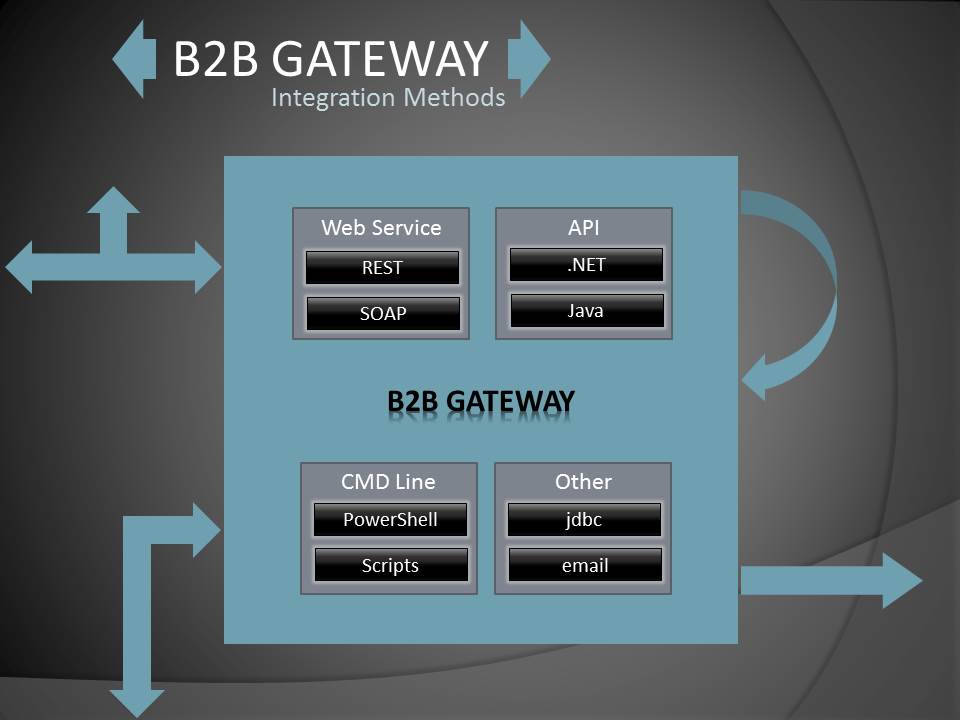 B2B GATEWAY
Integration Methods
Web Service
REST
SOAP
API
.NET
Java
B2B GATEWAY
CMD Line
PowerShell
Scripts
Other
jdbc
email